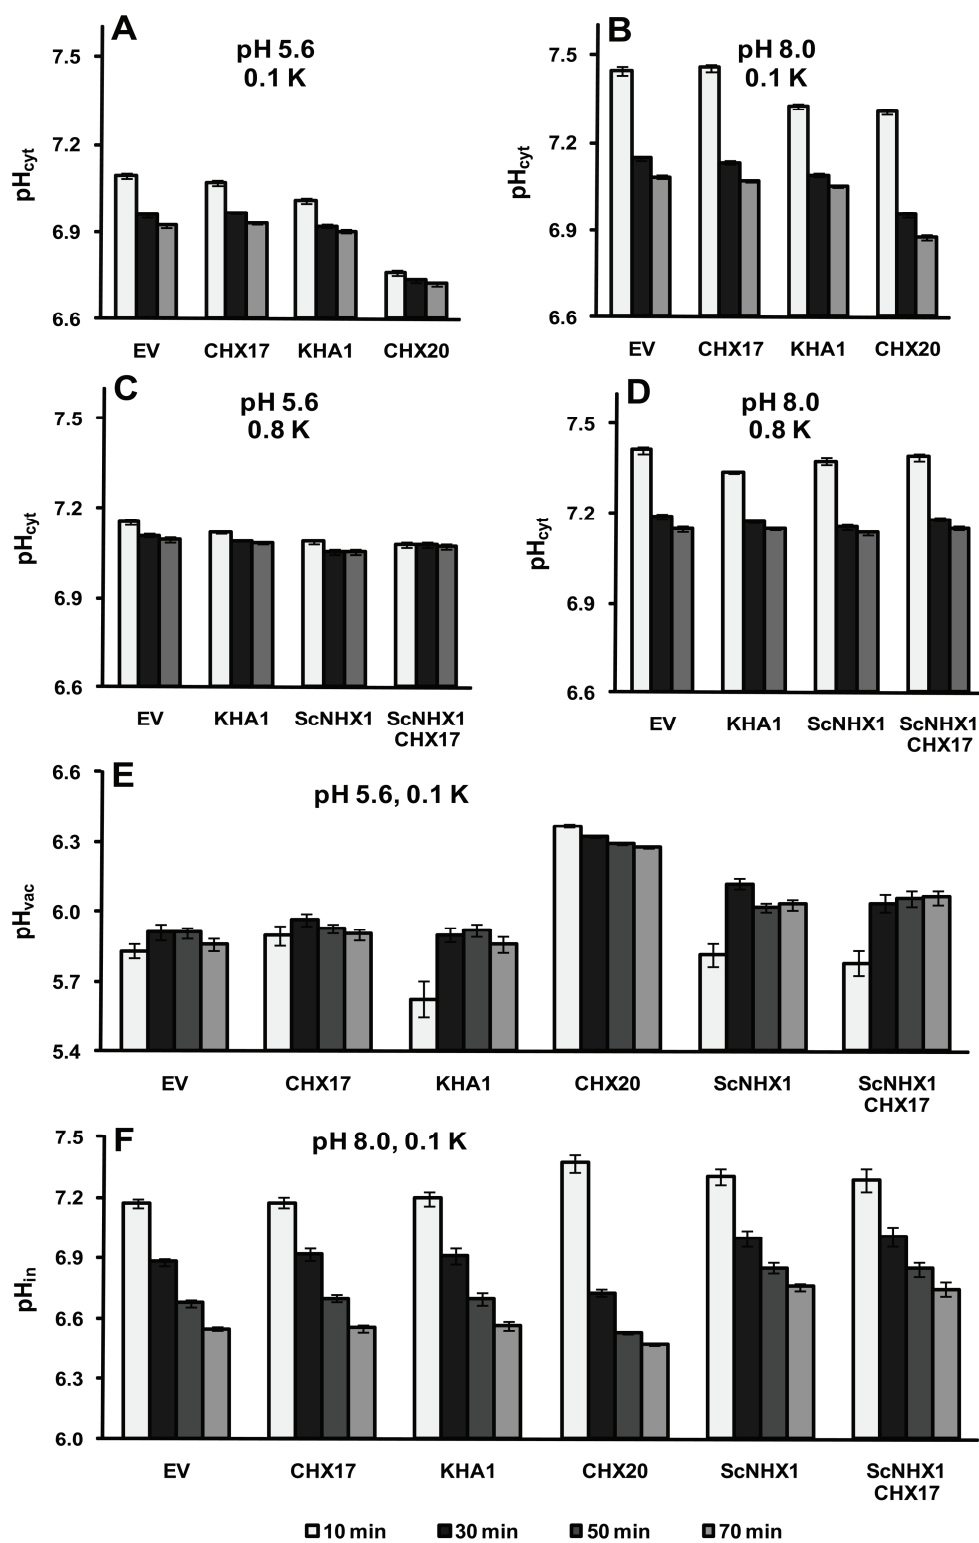 A
pH 5.6
0.1 K
pHcyt
7.5
7.2
6.9
6.6
EV CHX17 KHA1 CHX20
B
pH 8.0
0.1 K
pHcyt
7.5
7.2
6.9
6.6
EV CHX17 KHA1 CHX20
C
pH 5.6
0.8 K
pHcyt
7.5
7.2
6.9
6.6
EV KHA1 ScNHX1 ScNHX1
CHX17
D
pH 8.0
0.8 K
pHcyt
7.5
7.2
6.9
6.6
EV KHA1 ScNHX1 ScNHX1
CHX17
E
pH 5.6, 0.1 K
pHvac
6.6
6.3
6.0
5.7
5.4
EV CHX17 KHA1 CHX20 ScNHX1 ScNHX1
CHX17
F
pH 8.0, 0.1 K
pHin
7.5
7.2
6.9
6.6
6.3
6.0
EV CHX17 KHA1 CHX20 ScNHX1 ScNHX1
CHX17
10 min 30 min 50 min 70 min